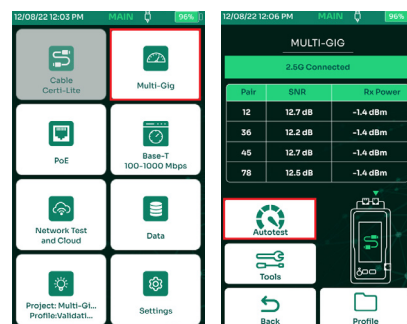 12/08/22 12:03 PM MAIN 96%
Cable
Certi-Lite
Multi-Gig
PoE
Base-T
100-1000 Mbps
Network Test
and Cloud
Data
Project: Multi-Gi...
Profile:Validati...
Settings
12/08/22 12:06 PM MAIN 96%
MULTI-GIG
2.5G Connected
Pair SNR Rx Power
12 12.7 dB -1.4 dBm
36 12.2 dB -1.4 dBm
45 12.7 dB -1.4 dBm
78 12.5 dB -1.4 dBm
Autotest
Tools
Back
Profile